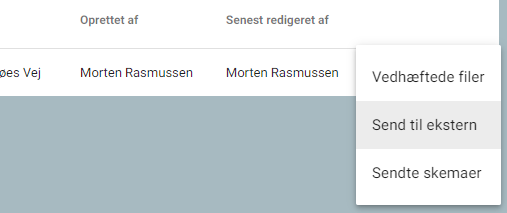 Oprettet af Senest redigeret af
øes Vej Morten Rasmussen Morten Rasmussen
Vedhæftede filer
Send til ekstern
Sendte skemaer